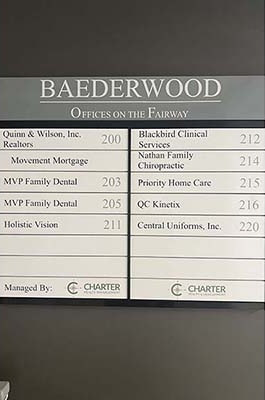 BAEDERWOOD
OFFICES ON THE FAIRWAY
Quinn & Wilson, Inc.
Realtors 200
Movement Mortgage
MVP Family Dental 203
MVP Family Dental 205
Holistic Vision 211
Managed By: CHARTER
Blackbird Clinical
Services 212
Nathan Family
Chiropractic 214
Priority Home Care 215
QC Kinetix 216
Central Uniforms, Inc. 220
CHARTER